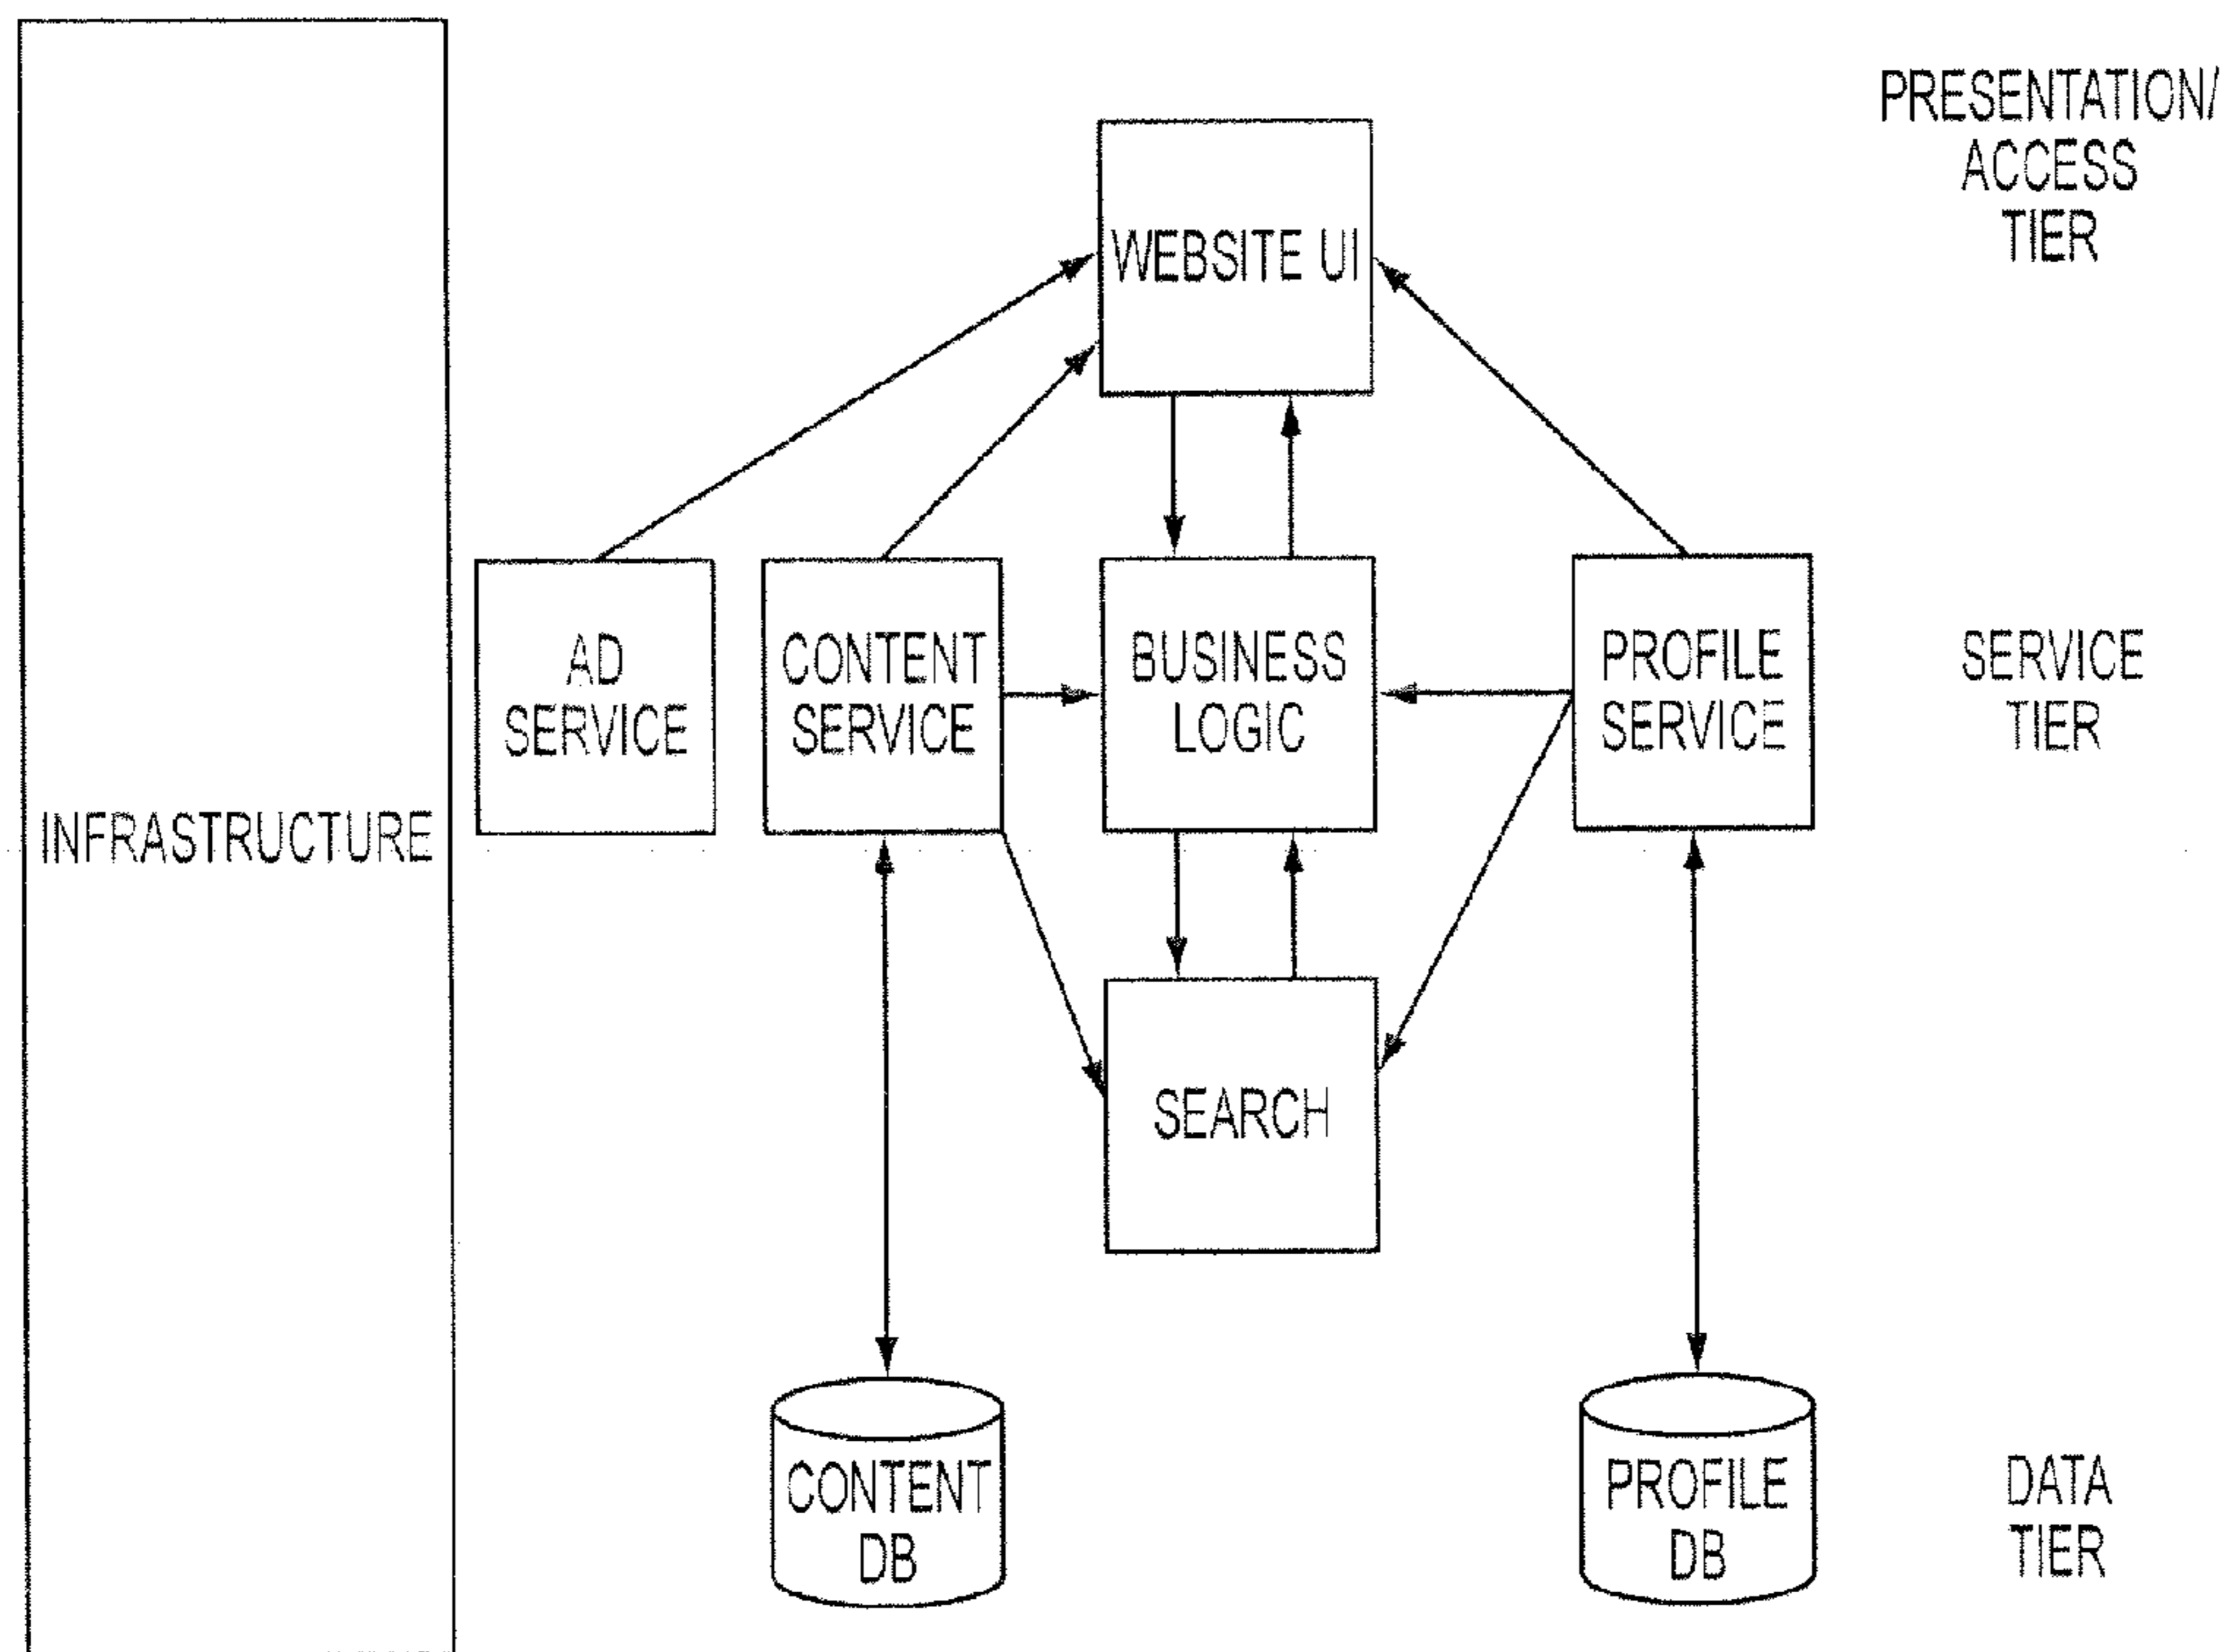 PRESENTATION/
ACCESS
TIER
WEBSITE UI
AD
SERVICE
CONTENT
SERVICE
BUSINESS
LOGIC
PROFILE
SERVICE
SERVICE
TIER
INFRASTRUCTURE
SEARCH
CONTENT
DB
PROFILE
DB
DATA
TIER